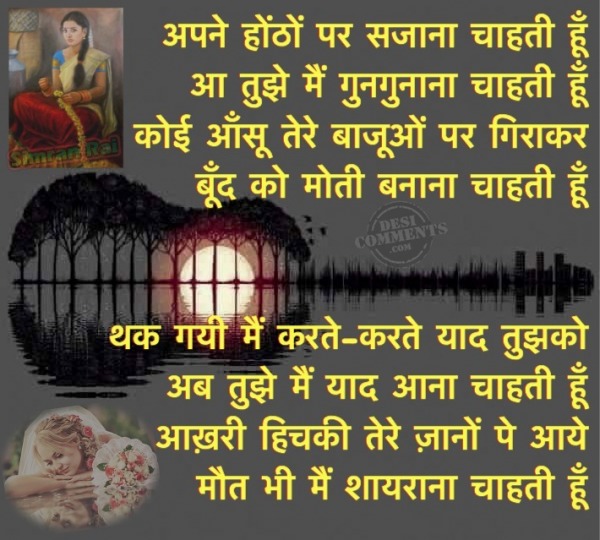 अपने होंठों पर सजाना चाहती हूँ
आ तुझे मैं गुनगुनाना चाहती हूँ
कोई आँसू तेरे बाजूओं पर गिराकर
बूँद को मोती बनाना चाहती हूँ
DESI
COMMENTS
.COM
थक गयी मैं करते-करते याद तुझको
अब तुझे मैं याद आना चाहती हूँ
आख़री हिचकी तेरे ज़ानों पे आये
मौत भी मैं शायराना चाहती हूँ